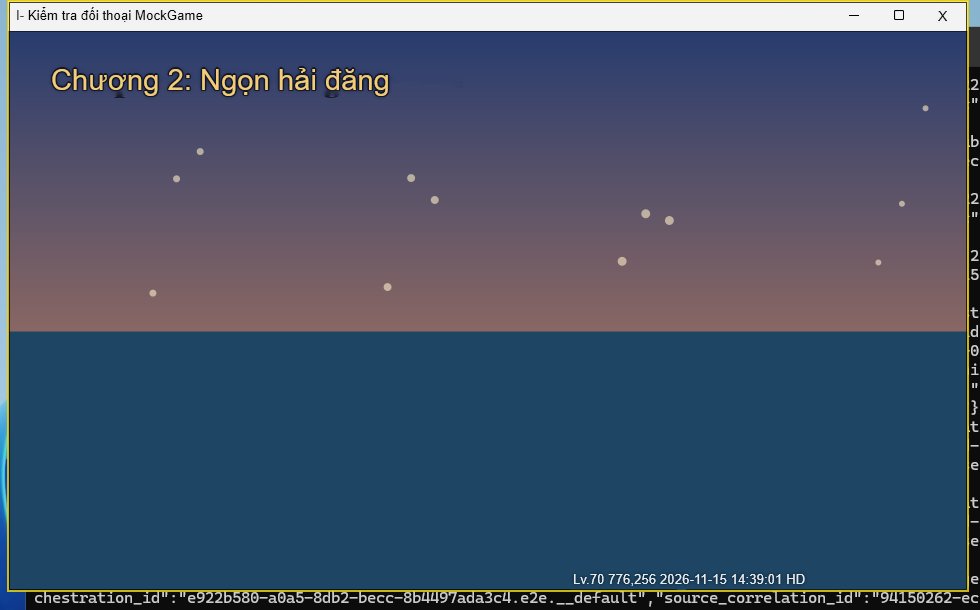 I- Kiểm tra đối thoại MockGame
Chương 2: Ngọn hải đăng
Lv.70 776,256 2026-11-15 14:39:01 HD
chestration_id":"e922b580-a0a5-8db2-becc-8b4497ada3c4.e2e.__default","source_correlation_id":"94150262-e